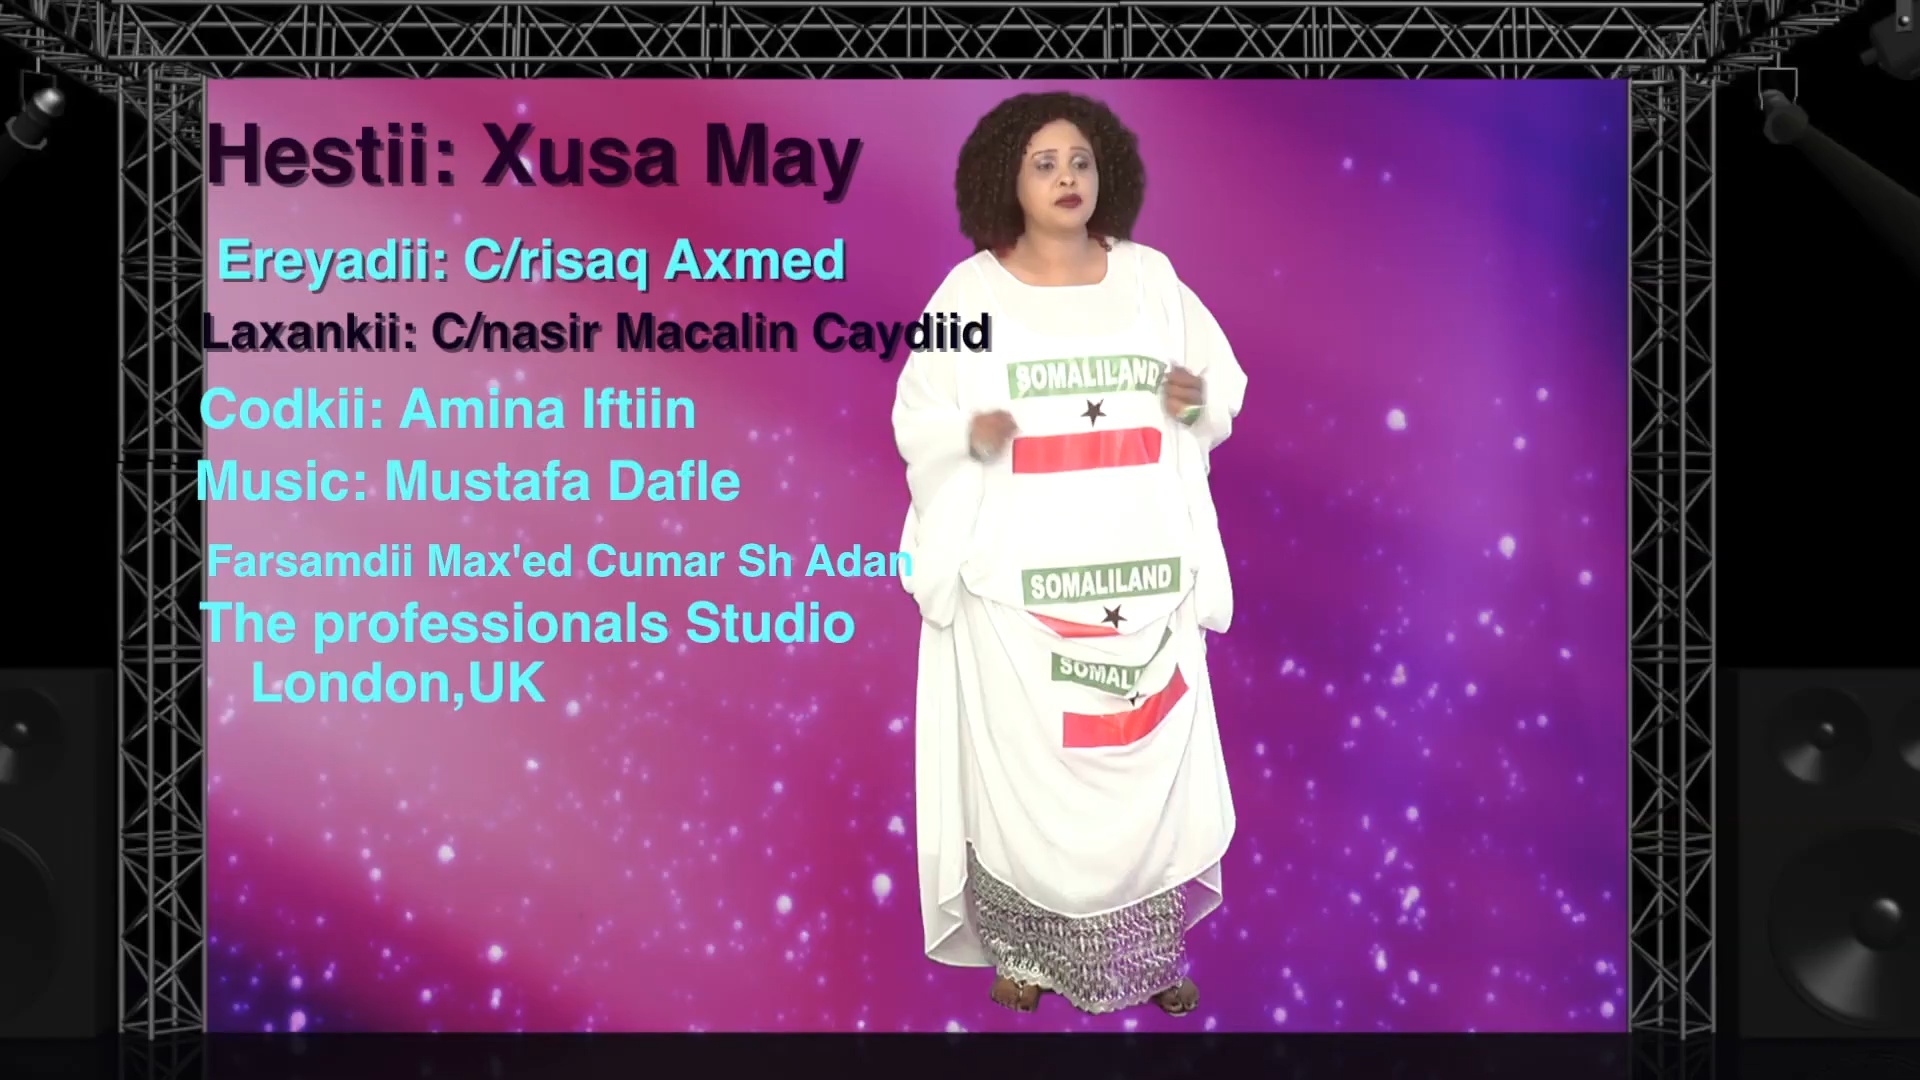 Hestii: Xusa May
Ereyadii: C/risaq Axmed
Laxankii: C/nasir Macalin Caydiid
Codkii: Amina Iftiin
Music: Mustafa Dafle
Farsamdii Max'ed Cumar Sh Adan
The professionals Studio
London,UK
SOMALILAND
SOMALILAND
SOMALI